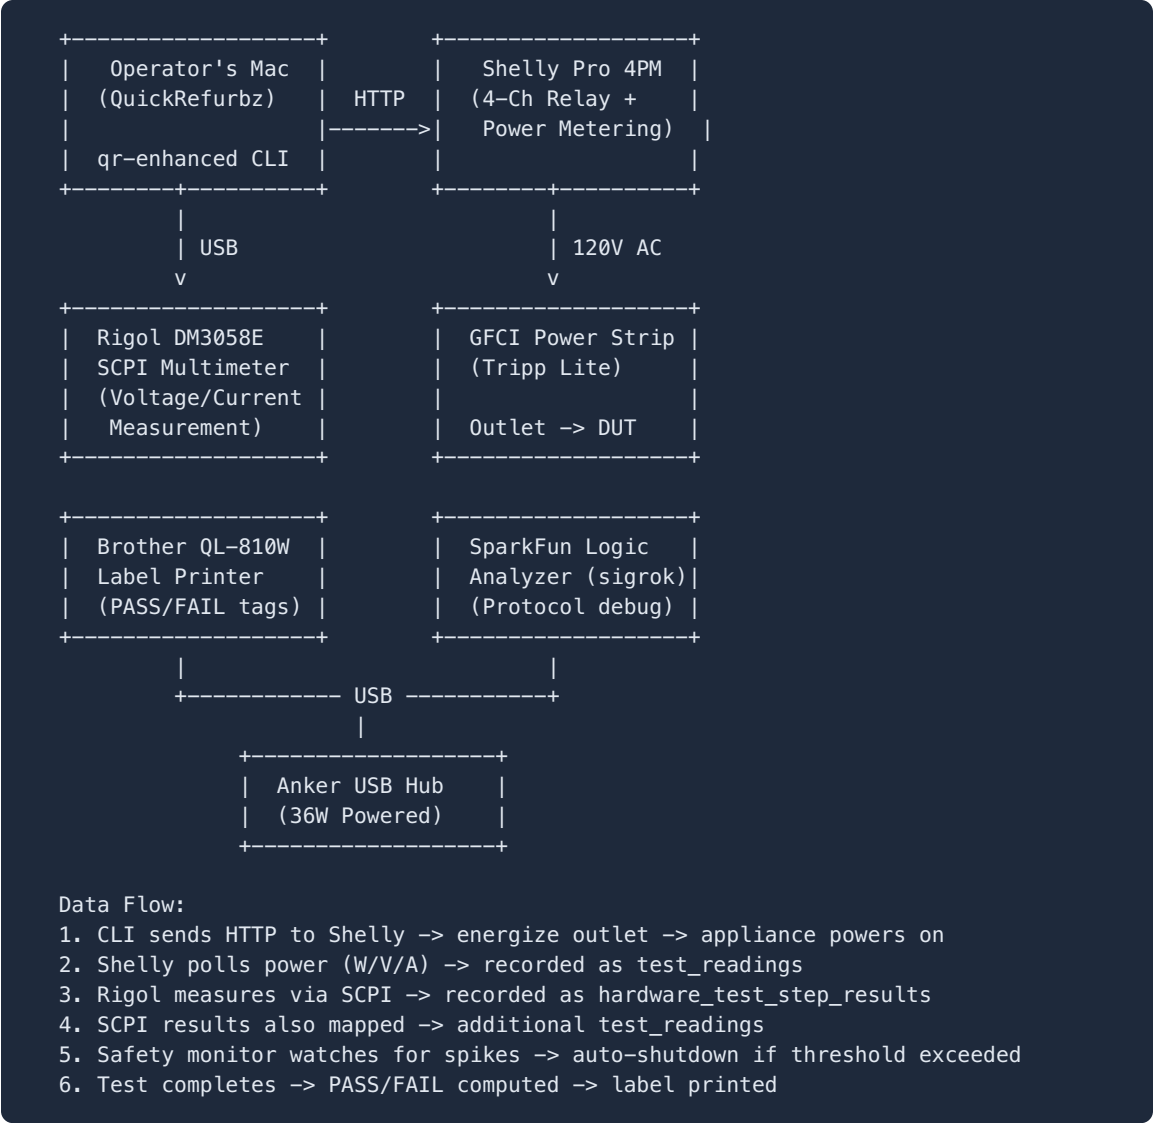 +-------------------+        +-------------------+
|   Operator's Mac  |        |   Shelly Pro 4PM  |
|  (QuickRefurbz)   |  HTTP  |  (4-Ch Relay +    |
|                   |------->|   Power Metering)  |
|  qr-enhanced CLI  |        |                   |
+--------+----------+        +--------+----------+
         |                            |
         | USB                        | 120V AC
         v                            v
+-------------------+        +-------------------+
|  Rigol DM3058E    |        |  GFCI Power Strip |
|  SCPI Multimeter  |        |  (Tripp Lite)     |
|  (Voltage/Current |        |                   |
|   Measurement)    |        |  Outlet -> DUT    |
+-------------------+        +-------------------+
+-------------------+        +-------------------+
|  Brother QL-810W  |        |  SparkFun Logic   |
|  Label Printer    |        |  Analyzer (sigrok)|
|  (PASS/FAIL tags) |        |  (Protocol debug) |
+-------------------+        +-------------------+
         |                            |
         +------------ USB -----------+
                       |
              +-------------------+
              |  Anker USB Hub    |
              |  (36W Powered)    |
              +-------------------+
Data Flow:
1. CLI sends HTTP to Shelly -> energize outlet -> appliance powers on
2. Shelly polls power (W/V/A) -> recorded as test_readings
3. Rigol measures via SCPI -> recorded as hardware_test_step_results
4. SCPI results also mapped -> additional test_readings
5. Safety monitor watches for spikes -> auto-shutdown if threshold exceeded
6. Test completes -> PASS/FAIL computed -> label printed